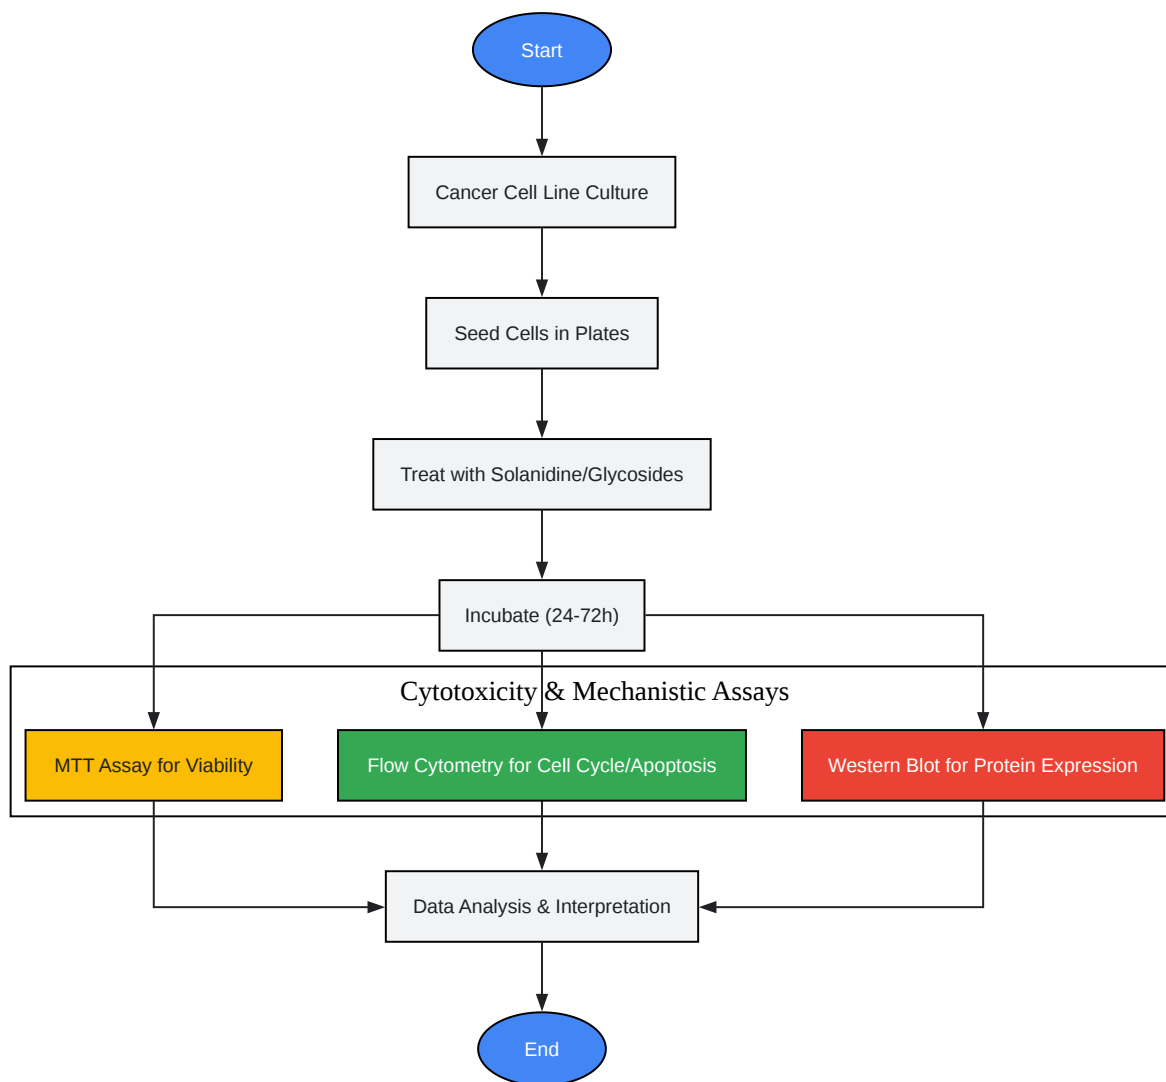 Start
Cancer Cell Line Culture
Seed Cells in Plates
Treat with Solanidine/Glycosides
Incubate (24-72h)
Cytotoxicity & Mechanistic Assays
MTT Assay for Viability
Flow Cytometry for Cell Cycle/Apoptosis
Western Blot for Protein Expression
Data Analysis & Interpretation
End